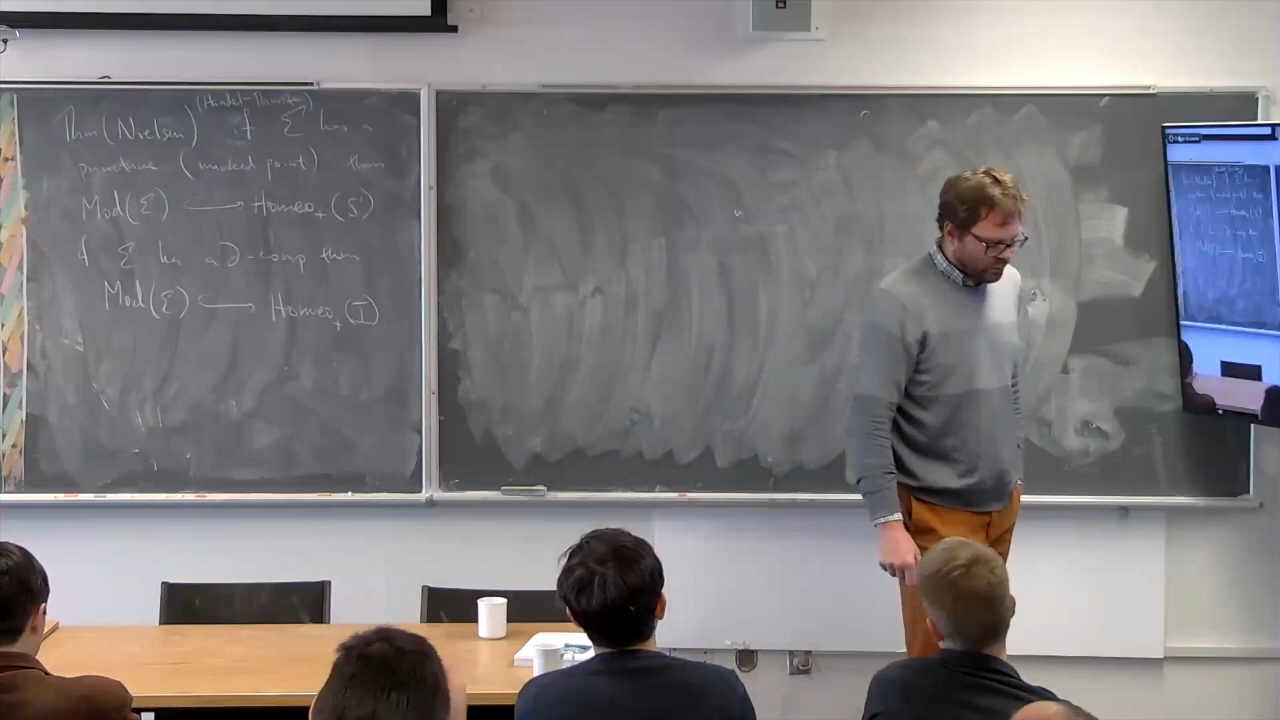 (Handel-Thurston)
Thm (Nielsen) if Σ has a
puncture (marked point) then
Mod(Σ) ↪ Homeo₊(S¹)
if Σ has a ∂-comp then
Mod(Σ) ↪ Homeo₊(I)